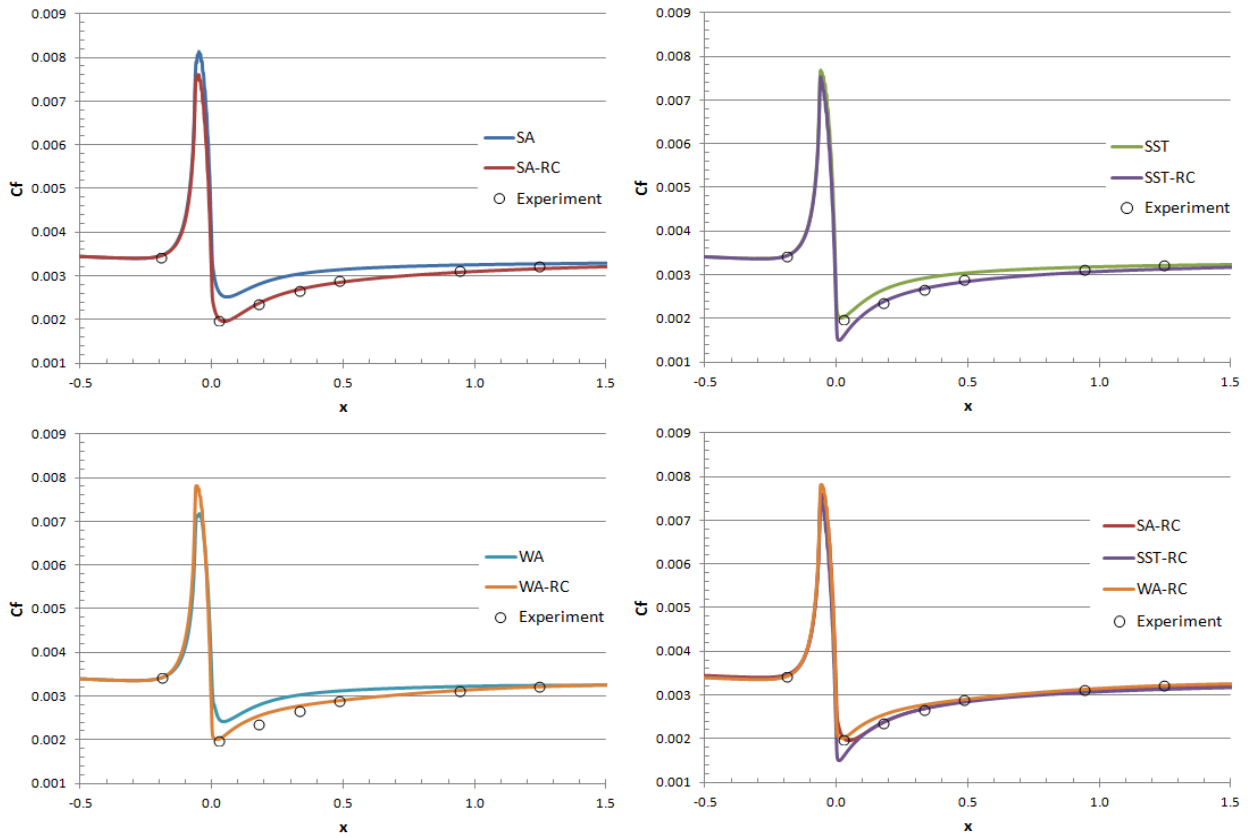 0.009
0.008
0.007
0.006
0.005
0.004
0.003
0.002
0.001
Cf
SA
SA-RC
Experiment
-0.5
0.0
0.5
1.0
1.5
x
0.009
0.008
0.007
0.006
0.005
0.004
0.003
0.002
0.001
Cf
SST
SST-RC
Experiment
-0.5
0.0
0.5
1.0
1.5
x
0.009
0.008
0.007
0.006
0.005
0.004
0.003
0.002
0.001
Cf
WA
WA-RC
Experiment
-0.5
0.0
0.5
1.0
1.5
x
0.009
0.008
0.007
0.006
0.005
0.004
0.003
0.002
0.001
Cf
SA-RC
SST-RC
WA-RC
Experiment
-0.5
0.0
0.5
1.0
1.5
x